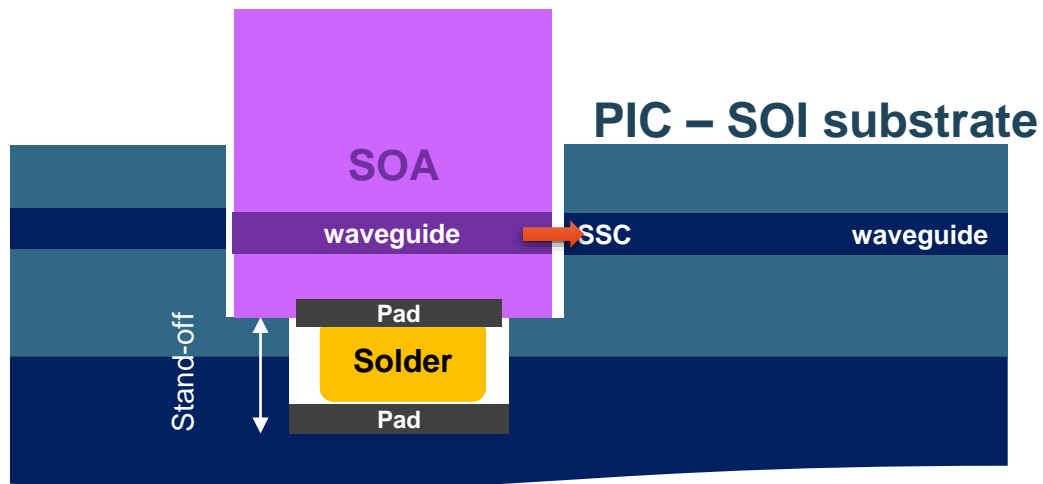 PIC – SOI substrate
SOA
waveguide
SSC
waveguide
Pad
Stand-off
Solder
Pad